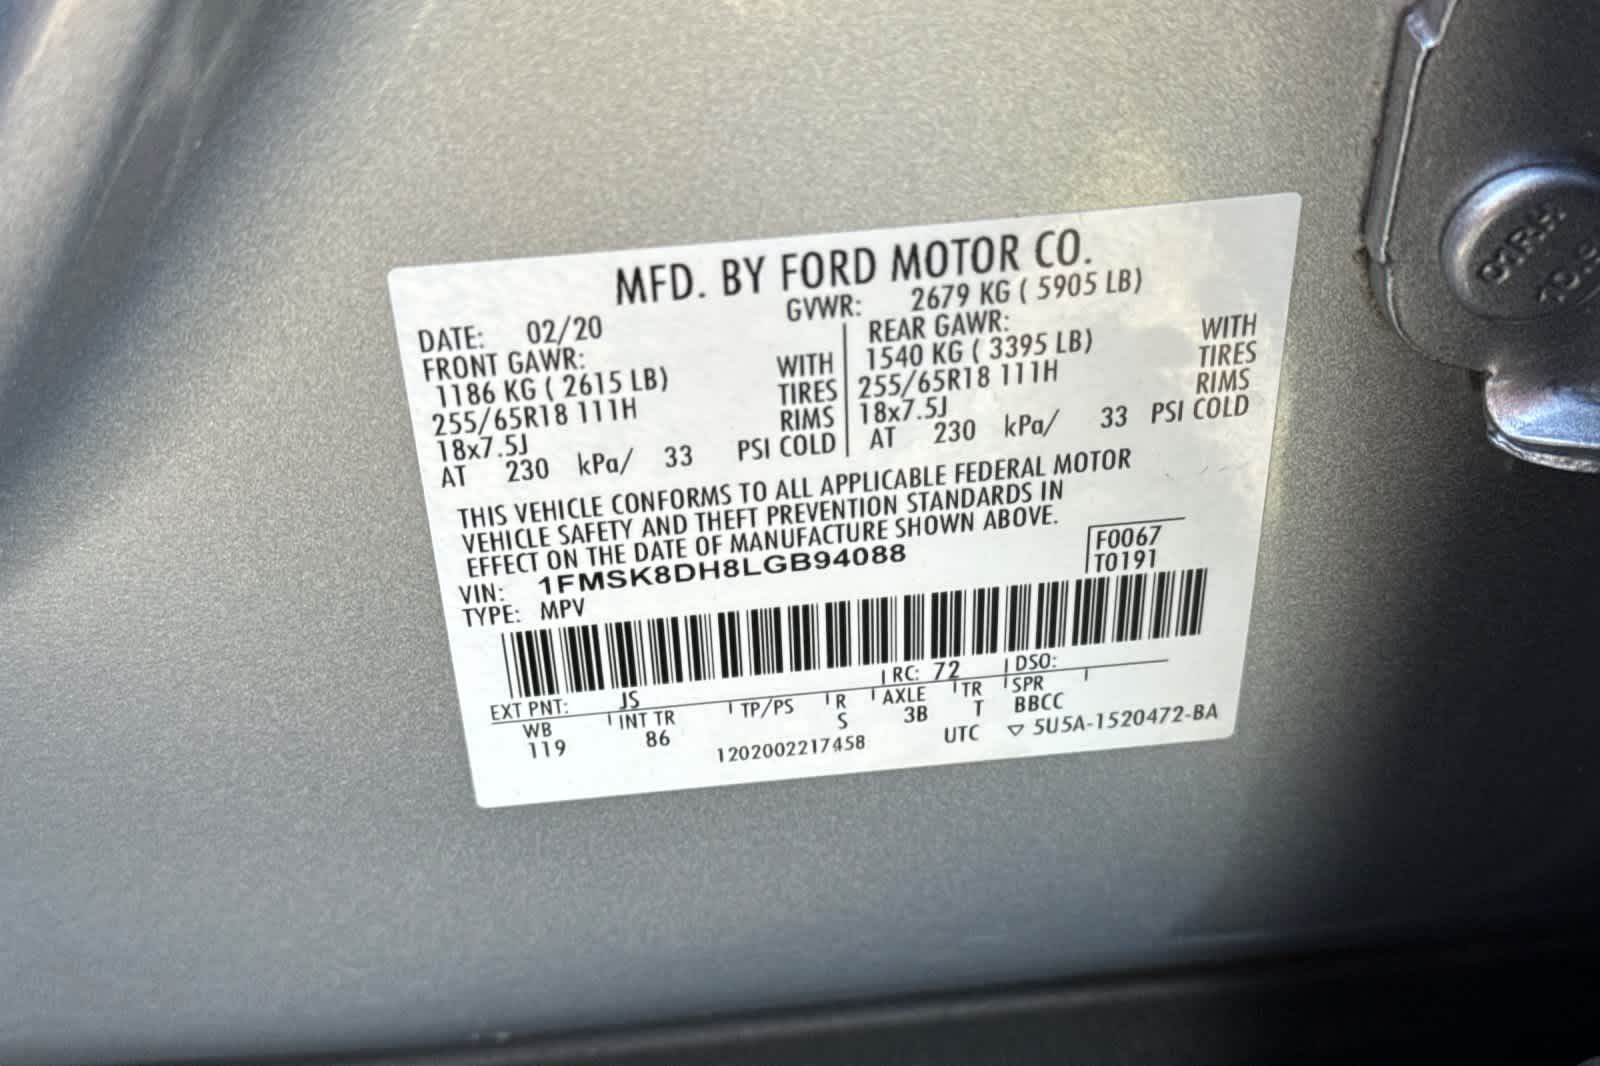 MFD. BY FORD MOTOR CO.
DATE: 02/20 GVWR: 2679 KG ( 5905 LB)
FRONT GAWR: REAR GAWR:
1186 KG ( 2615 LB) WITH 1540 KG ( 3395 LB) WITH
255/65R18 111H TIRES 255/65R18 111H TIRES
18x7.5J RIMS 18x7.5J RIMS
AT 230 kPa/ 33 PSI COLD AT 230 kPa/ 33 PSI COLD
THIS VEHICLE CONFORMS TO ALL APPLICABLE FEDERAL MOTOR
VEHICLE SAFETY AND THEFT PREVENTION STANDARDS IN
EFFECT ON THE DATE OF MANUFACTURE SHOWN ABOVE.
VIN: 1FMSK8DH8LGB94088 F0067
TYPE: MPV T0191
EXT PNT: JS RC: 72 DSO:
WB INT TR TP/PS R AXLE TR SPR
119 86 S 3B T BBCC
1202002217458 UTC ▽ 5U5A-1520472-BA